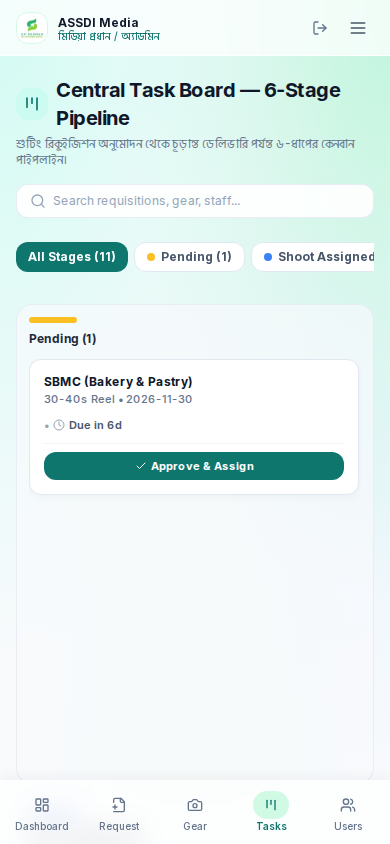 ASSDI Media
মিডিয়া প্রধান / অ্যাডমিন
Central Task Board — 6-Stage
Pipeline
শুটিং রিকুইজিশন অনুমোদন থেকে চূড়ান্ত ডেলিভারি পর্যন্ত ৬-ধাপের কেনবান
পাইপলাইন।
Search requisitions, gear, staff...
All Stages (11)
Pending (1)
Shoot Assigned
Pending (1)
SBMC (Bakery & Pastry)
30-40s Reel • 2026-11-30
• Due in 6d
Approve & Assign
Dashboard
Request
Gear
Tasks
Users